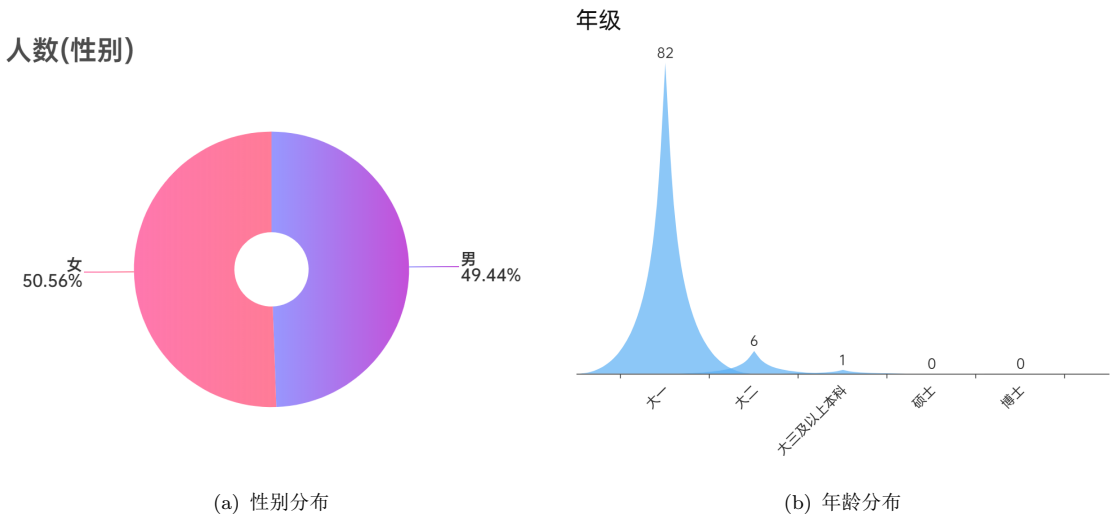 人数(性别)
女
50.56%
男
49.44%
(a) 性别分布
年级
82
6
1
0
0
大一
大二
大三及以上本科
硕士
博士
(b) 年龄分布